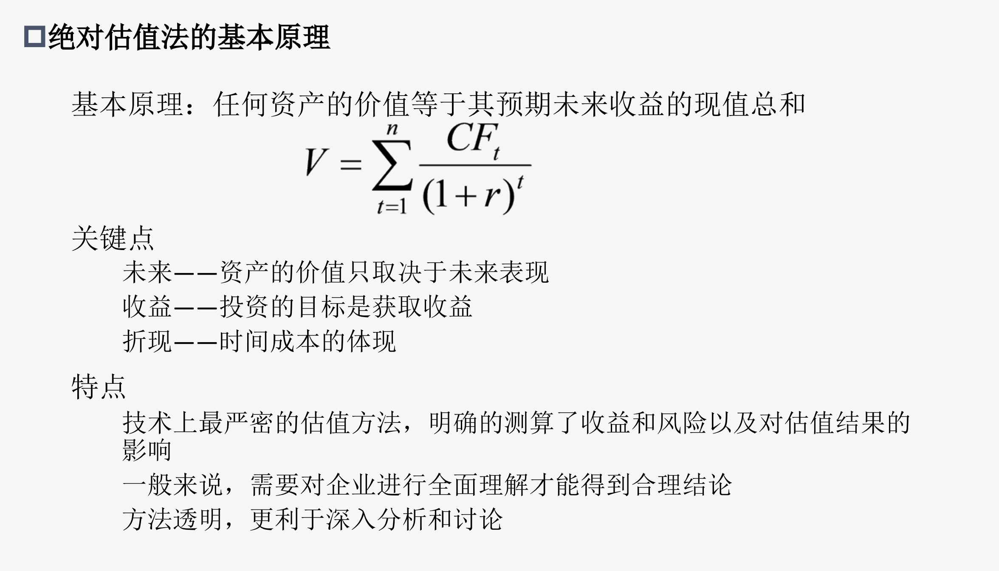 绝对估值法的基本原理
基本原理：任何资产的价值等于其预期未来收益的现值总和
V = \sum_{t=1}^{n} \frac{CF_t}{(1+r)^t}
关键点
未来——资产的价值只取决于未来表现
收益——投资的目标是获取收益
折现——时间成本的体现
特点
技术上最严密的估值方法，明确的测算了收益和风险以及对估值结果的
影响
一般来说，需要对企业进行全面理解才能得到合理结论
方法透明，更利于深入分析和讨论